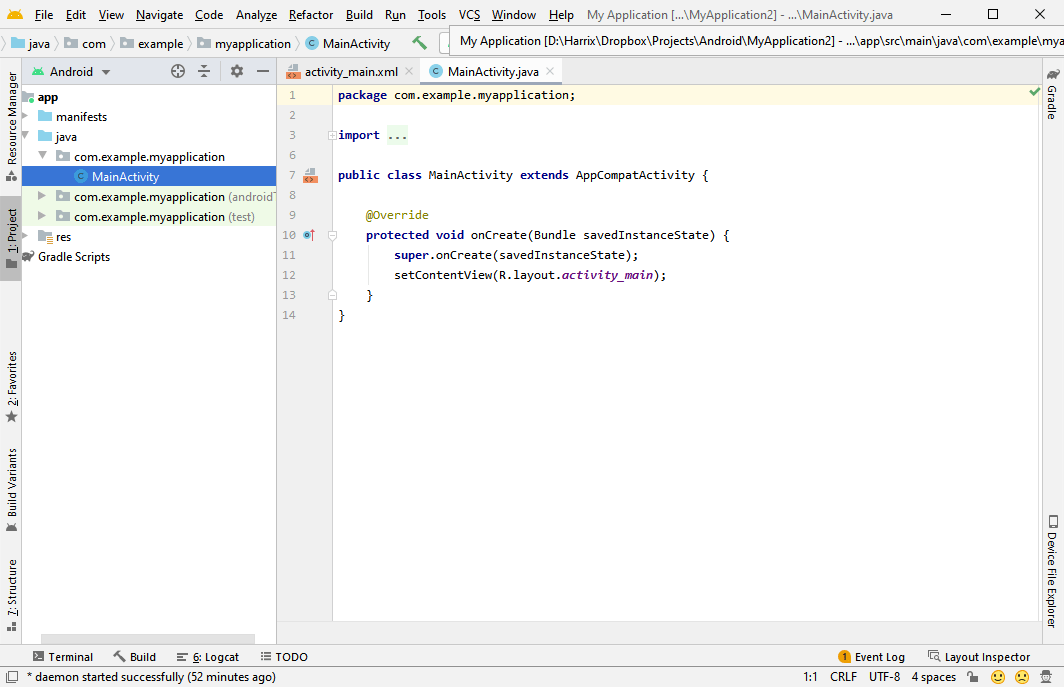 File Edit View Navigate Code Analyze Refactor Build Run Tools VCS Window Help My Application [...\MyApplication2] - ...\MainActivity.java
java com example myapplication MainActivity
My Application [D:\Harrix\Dropbox\Projects\Android\MyApplication2] - ...\app\src\main\java\com\example\mya
Android
activity_main.xml MainActivity.java
app
manifests
java
com.example.myapplication
MainActivity
com.example.myapplication (android
com.example.myapplication (test)
res
Gradle Scripts
Resource Manager
1: Project
2: Favorites
Build Variants
7: Structure
1 package com.example.myapplication;
2
3 import ...
6
7 public class MainActivity extends AppCompatActivity {
8
9 @Override
10 protected void onCreate(Bundle savedInstanceState) {
11 super.onCreate(savedInstanceState);
12 setContentView(R.layout.activity_main);
13 }
14 }
Gradle
Device File Explorer
Terminal Build 6: Logcat TODO 1 Event Log Layout Inspector
* daemon started successfully (52 minutes ago) 1:1 CRLF UTF-8 4 spaces